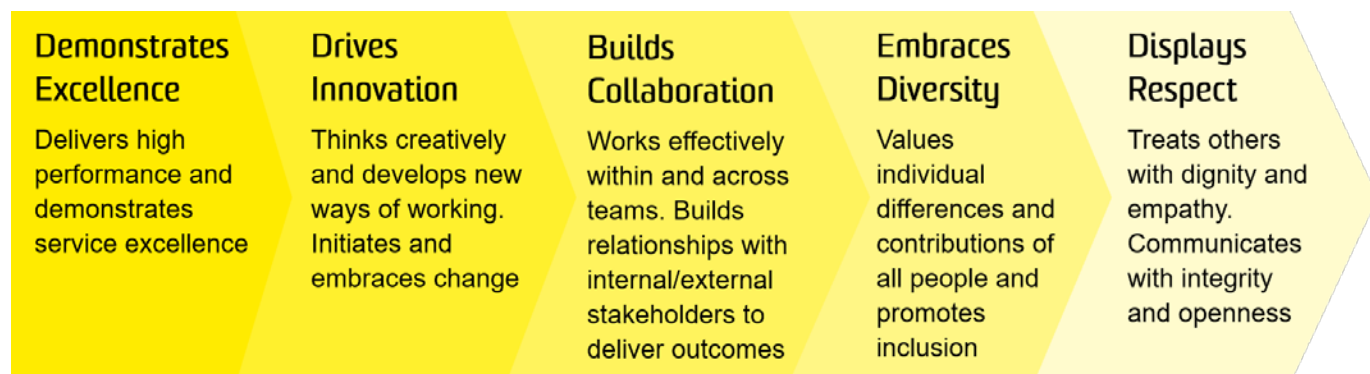 Demonstrates
Excellence
Delivers high
performance and
demonstrates
service excellence
Drives
Innovation
Thinks creatively
and develops new
ways of working.
Initiates and
embraces change
Builds
Collaboration
Works effectively
within and across
teams. Builds
relationships with
internal/external
stakeholders to
deliver outcomes
Embraces
Diversity
Values
individual
differences and
contributions of
all people and
promotes
inclusion
Displays
Respect
Treats others
with dignity and
empathy.
Communicates
with integrity
and openness